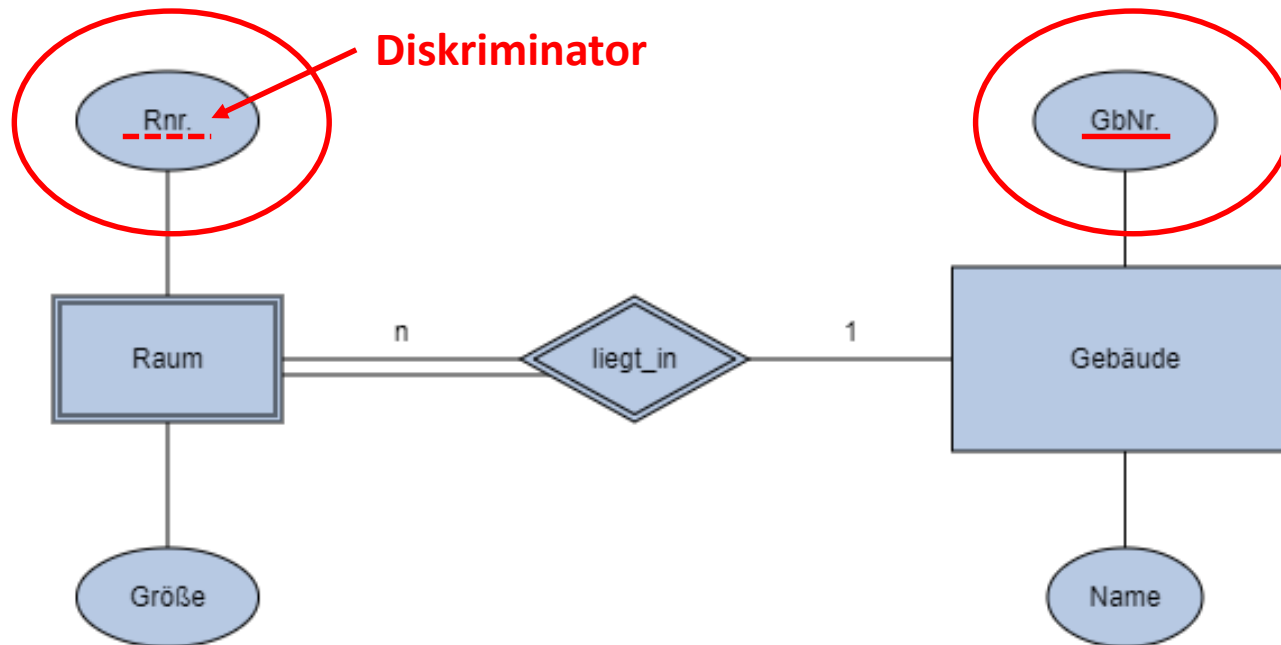 Diskriminator
Rnr.
GbNr.
n
1
Raum
liegt_in
Gebäude
Größe
Name